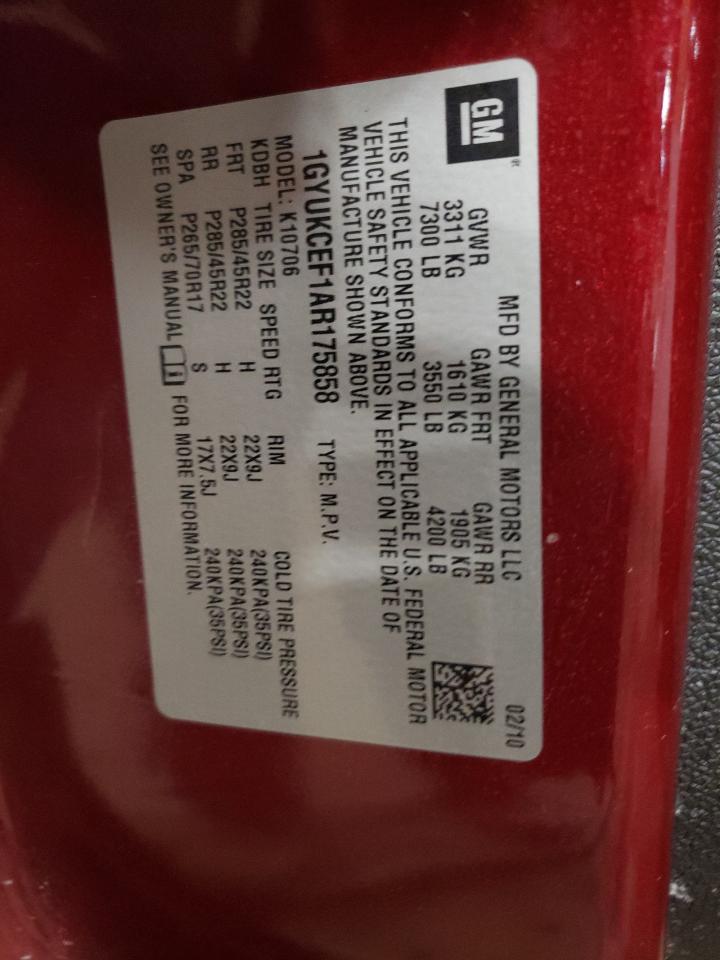 GM®
MFD BY GENERAL MOTORS LLC 02/10
GVWR GAWR FRT GAWR RR
3311 KG 1610 KG 1905 KG
7300 LB 3550 LB 4200 LB
THIS VEHICLE CONFORMS TO ALL APPLICABLE U.S. FEDERAL MOTOR
VEHICLE SAFETY STANDARDS IN EFFECT ON THE DATE OF
MANUFACTURE SHOWN ABOVE.
1GYUKCEF1AR175858 TYPE: M.P.V.
MODEL: K10706
KDBH TIRE SIZE SPEED RTG RIM COLD TIRE PRESSURE
FRT P285/45R22 H 22X9J 240KPA(35PSI)
RR P285/45R22 H 22X9J 240KPA(35PSI)
SPA P265/70R17 S 17X7.5J 240KPA(35PSI)
SEE OWNER'S MANUAL i FOR MORE INFORMATION.